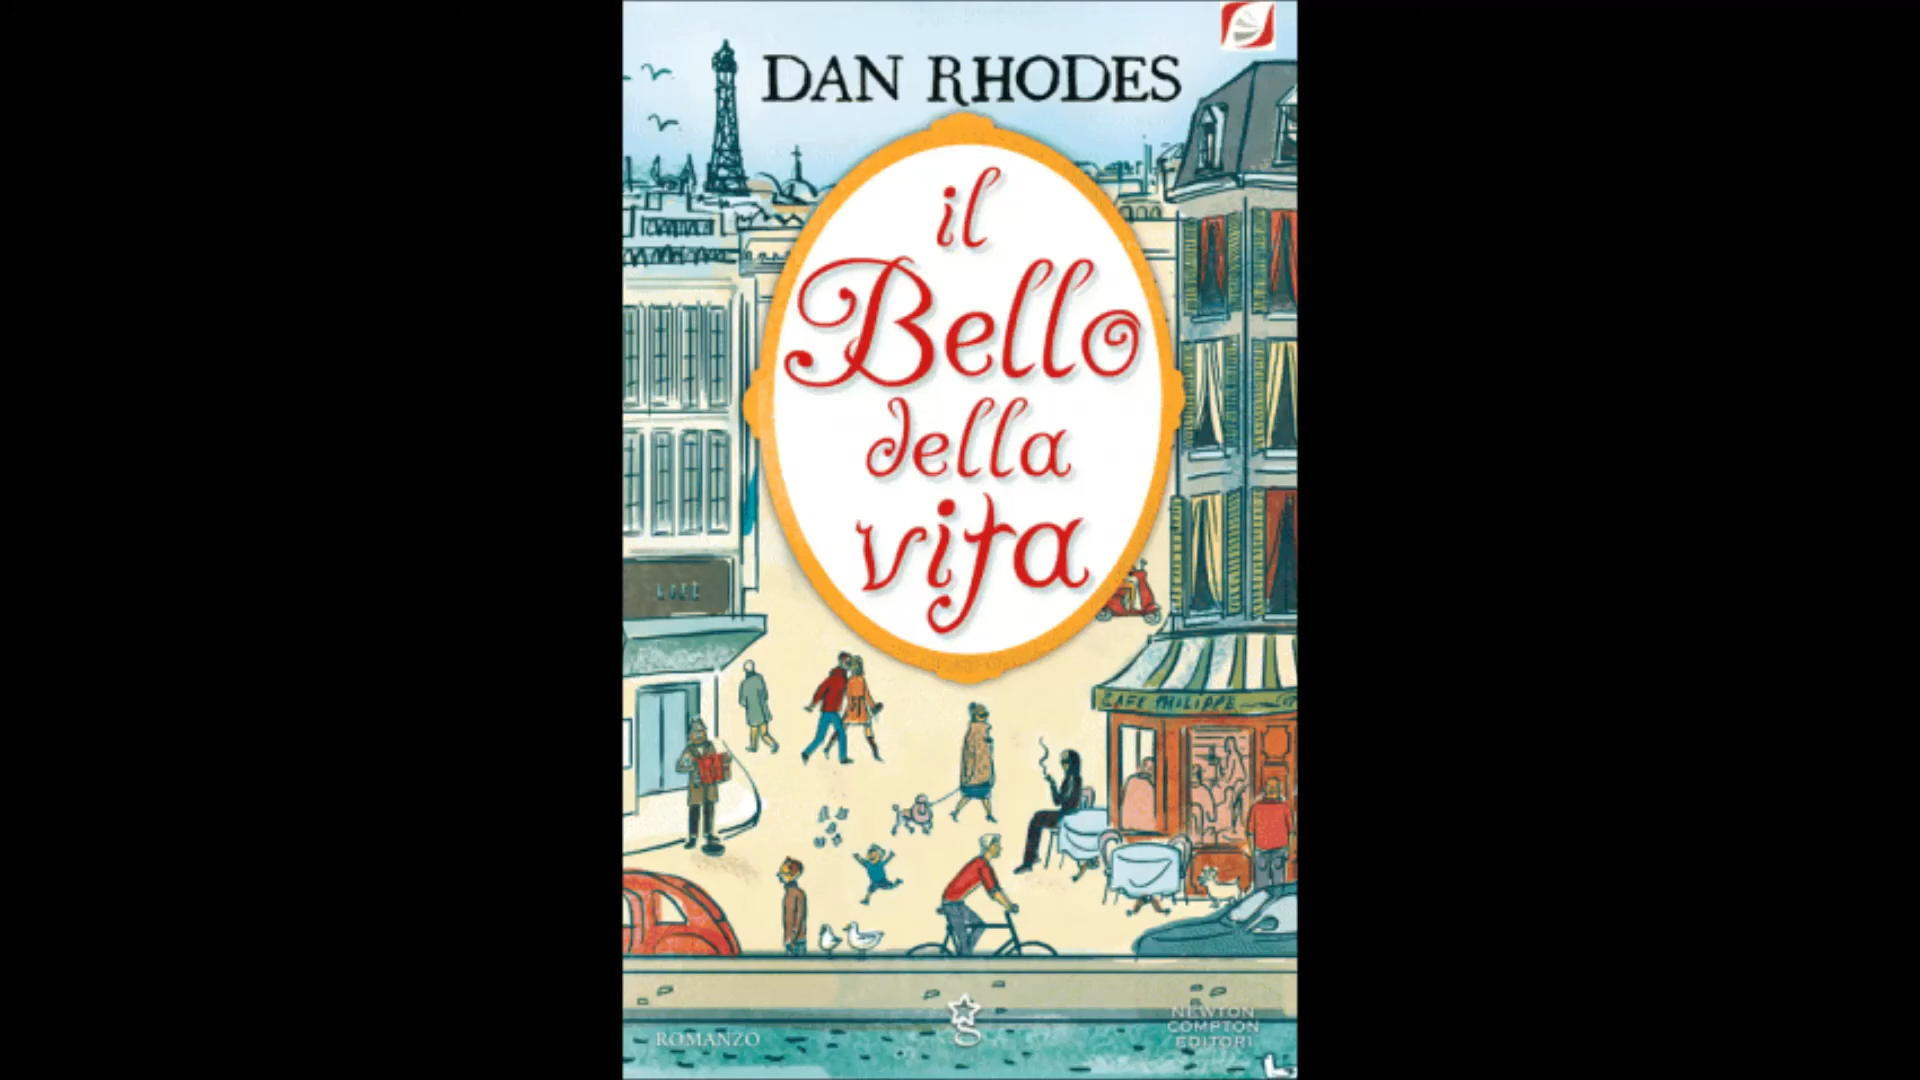 DAN RHODES
il
Bello
della
vita
CAFE PHILIPPE
ROMANZO
NEWTON
COMPTON
EDITORI